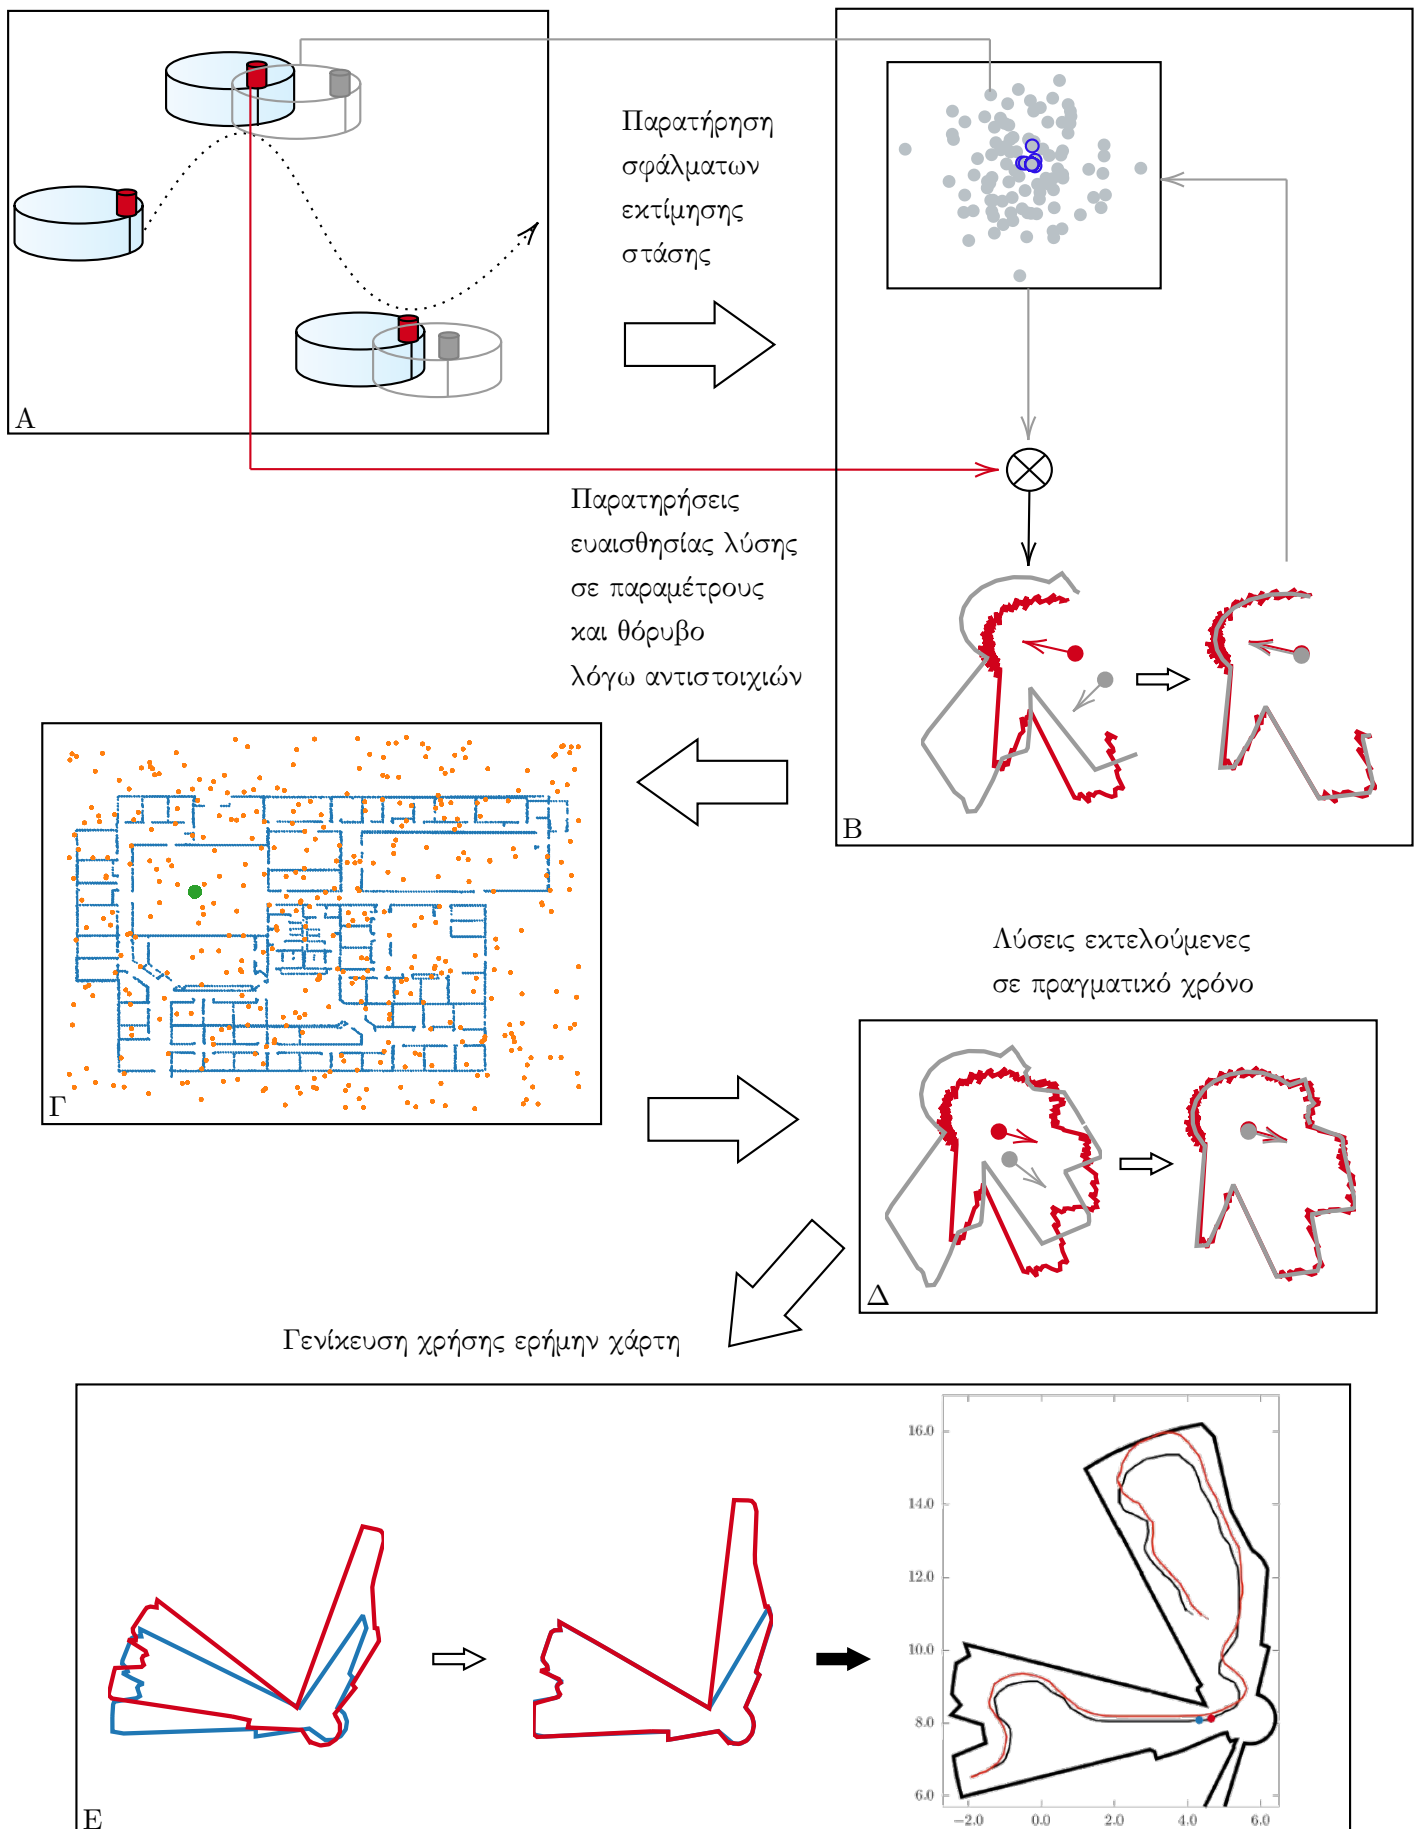 Παρατήρηση
σφάλματων
εκτίμησης
στάσης
Α
Παρατηρήσεις
ευαισθησίας λύσης
σε παραμέτρους
και θόρυβο
λόγω αντιστοιχιών
Β
Γ
Λύσεις εκτελούμενες
σε πραγματικό χρόνο
Δ
Γενίκευση χρήσης ερήμην χάρτη
16.0
14.0
12.0
10.0
8.0
6.0
−2.0 0.0 2.0 4.0 6.0
Ε